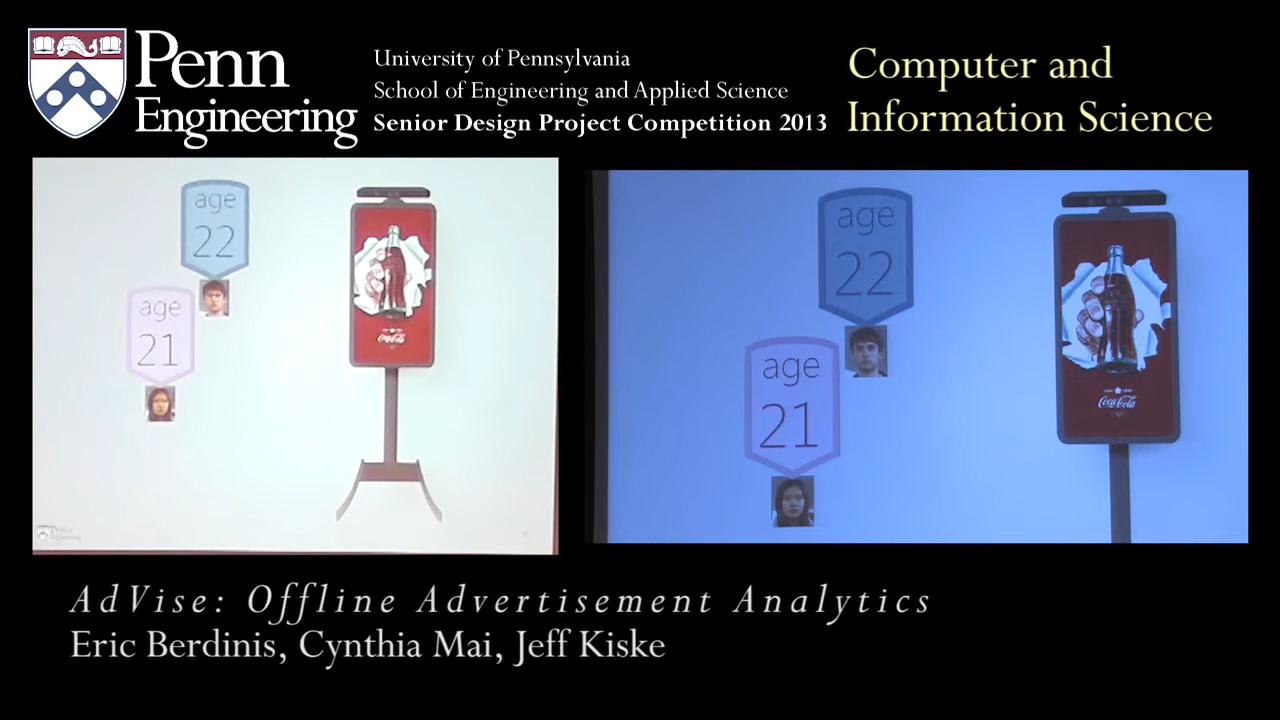 Penn
Engineering
University of Pennsylvania
School of Engineering and Applied Science
Senior Design Project Competition 2013
Computer and
Information Science
age
22
age
21
Coca-Cola
age
22
age
21
Coca-Cola
AdVise: Offline Advertisement Analytics
Eric Berdinis, Cynthia Mai, Jeff Kiske